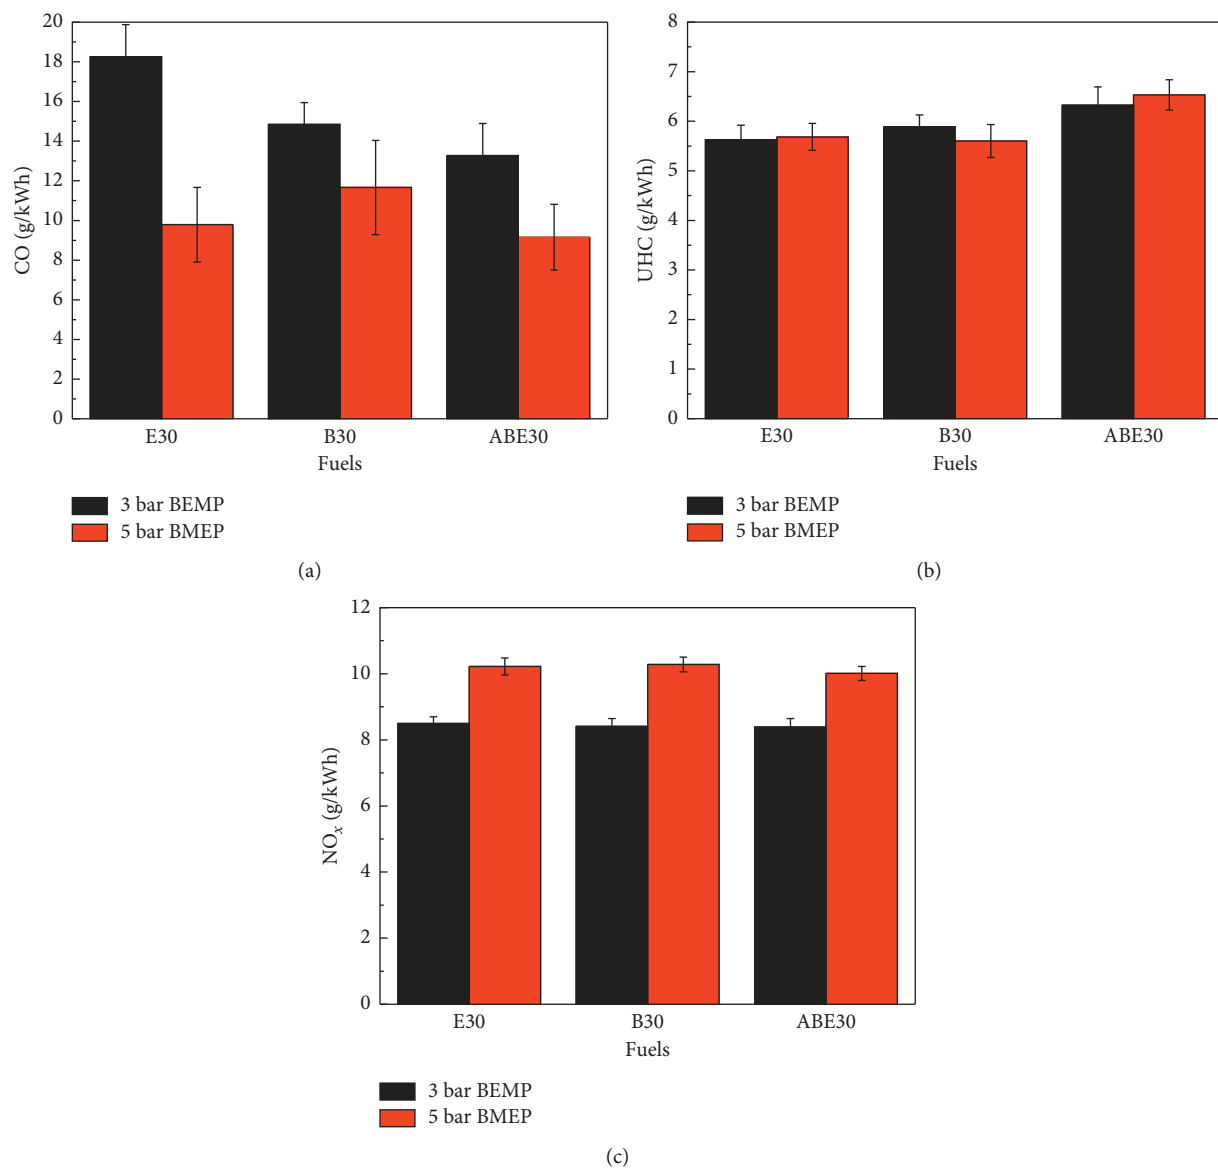 20
18
16
14
12
10
8
6
4
2
0
CO (g/kWh)
E30 B30 ABE30
Fuels
3 bar BEMP
5 bar BMEP
(a)
8
7
6
5
4
3
2
1
0
UHC (g/kWh)
E30 B30 ABE30
Fuels
3 bar BEMP
5 bar BMEP
(b)
12
10
8
6
4
2
0
NOx (g/kWh)
E30 B30 ABE30
Fuels
3 bar BEMP
5 bar BMEP
(c)